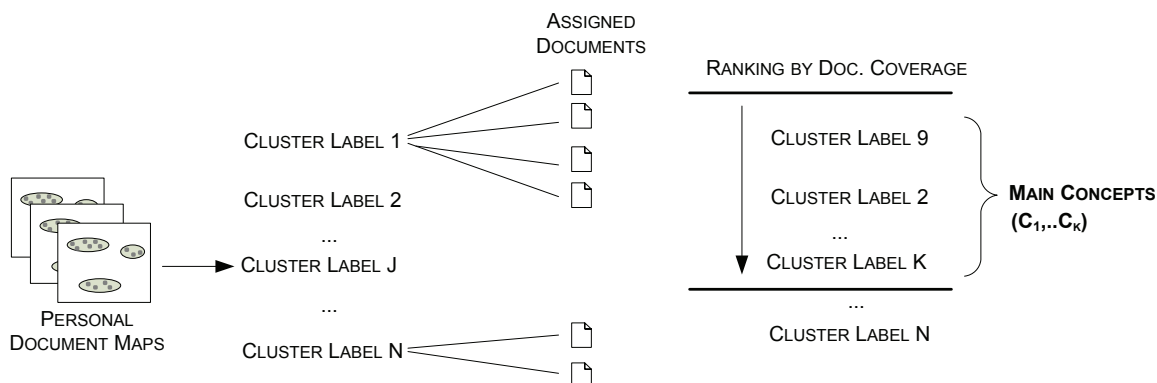 ASSIGNED
DOCUMENTS
RANKING BY DOC. COVERAGE
CLUSTER LABEL 1
CLUSTER LABEL 2
...
CLUSTER LABEL J
...
CLUSTER LABEL N
PERSONAL
DOCUMENT MAPS
CLUSTER LABEL 9
CLUSTER LABEL 2
...
CLUSTER LABEL K
...
CLUSTER LABEL N
MAIN CONCEPTS
(C₁,..Cₖ)